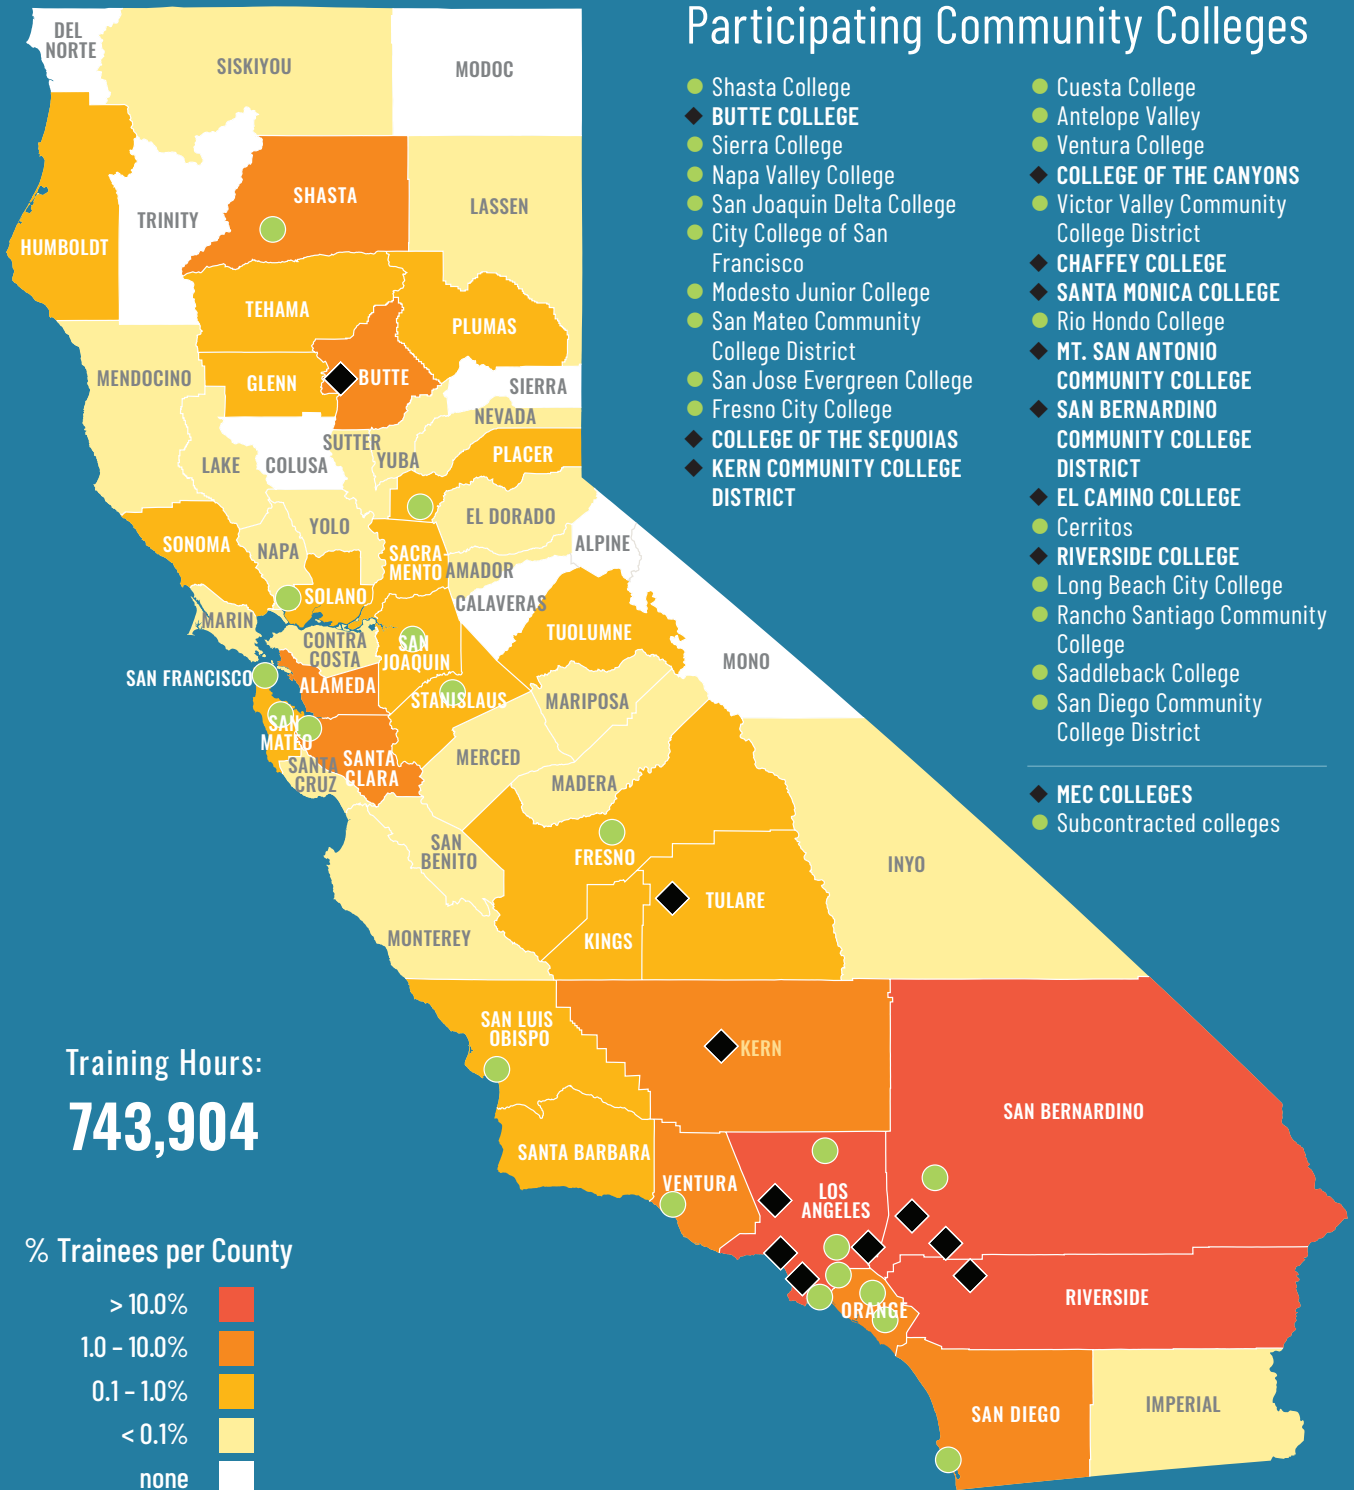 Participating Community Colleges
Shasta College
BUTTE COLLEGE
Sierra College
Napa Valley College
San Joaquin Delta College
City College of San
Francisco
Modesto Junior College
San Mateo Community
College District
San Jose Evergreen College
Fresno City College
COLLEGE OF THE SEQUOIAS
KERN COMMUNITY COLLEGE
DISTRICT
Cuesta College
Antelope Valley
Ventura College
COLLEGE OF THE CANYONS
Victor Valley Community
College District
CHAFFEY COLLEGE
SANTA MONICA COLLEGE
Rio Hondo College
MT. SAN ANTONIO
COMMUNITY COLLEGE
SAN BERNARDINO
COMMUNITY COLLEGE
DISTRICT
EL CAMINO COLLEGE
Cerritos
RIVERSIDE COLLEGE
Long Beach City College
Rancho Santiago Community
College
Saddleback College
San Diego Community
College District
MEC COLLEGES
Subcontracted colleges
DEL
NORTE
SISKIYOU
MODOC
SHASTA
LASSEN
TRINITY
HUMBOLDT
TEHAMA
PLUMAS
MENDOCINO
GLENN
BUTTE
SIERRA
NEVADA
SUTTER
YUBA
PLACER
LAKE
COLUSA
EL DORADO
YOLO
SONOMA
NAPA
SACRA-
MENTO
ALPINE
AMADOR
SOLANO
CALAVERAS
MARIN
TUOLUMNE
CONTRA
COSTA
SAN
JOAQUIN
MONO
SAN FRANCISCO
ALAMEDA
STANISLAUS
MARIPOSA
SAN
MATEO
SANTA
CLARA
SANTA
CRUZ
MERCED
MADERA
SAN
BENITO
FRESNO
INYO
TULARE
MONTEREY
KINGS
SAN LUIS
OBISPO
KERN
SAN BERNARDINO
SANTA BARBARA
VENTURA
LOS
ANGELES
ORANGE
RIVERSIDE
SAN DIEGO
IMPERIAL
Training Hours:
743,904
% Trainees per County
> 10.0%
1.0 – 10.0%
0.1 – 1.0%
< 0.1%
none